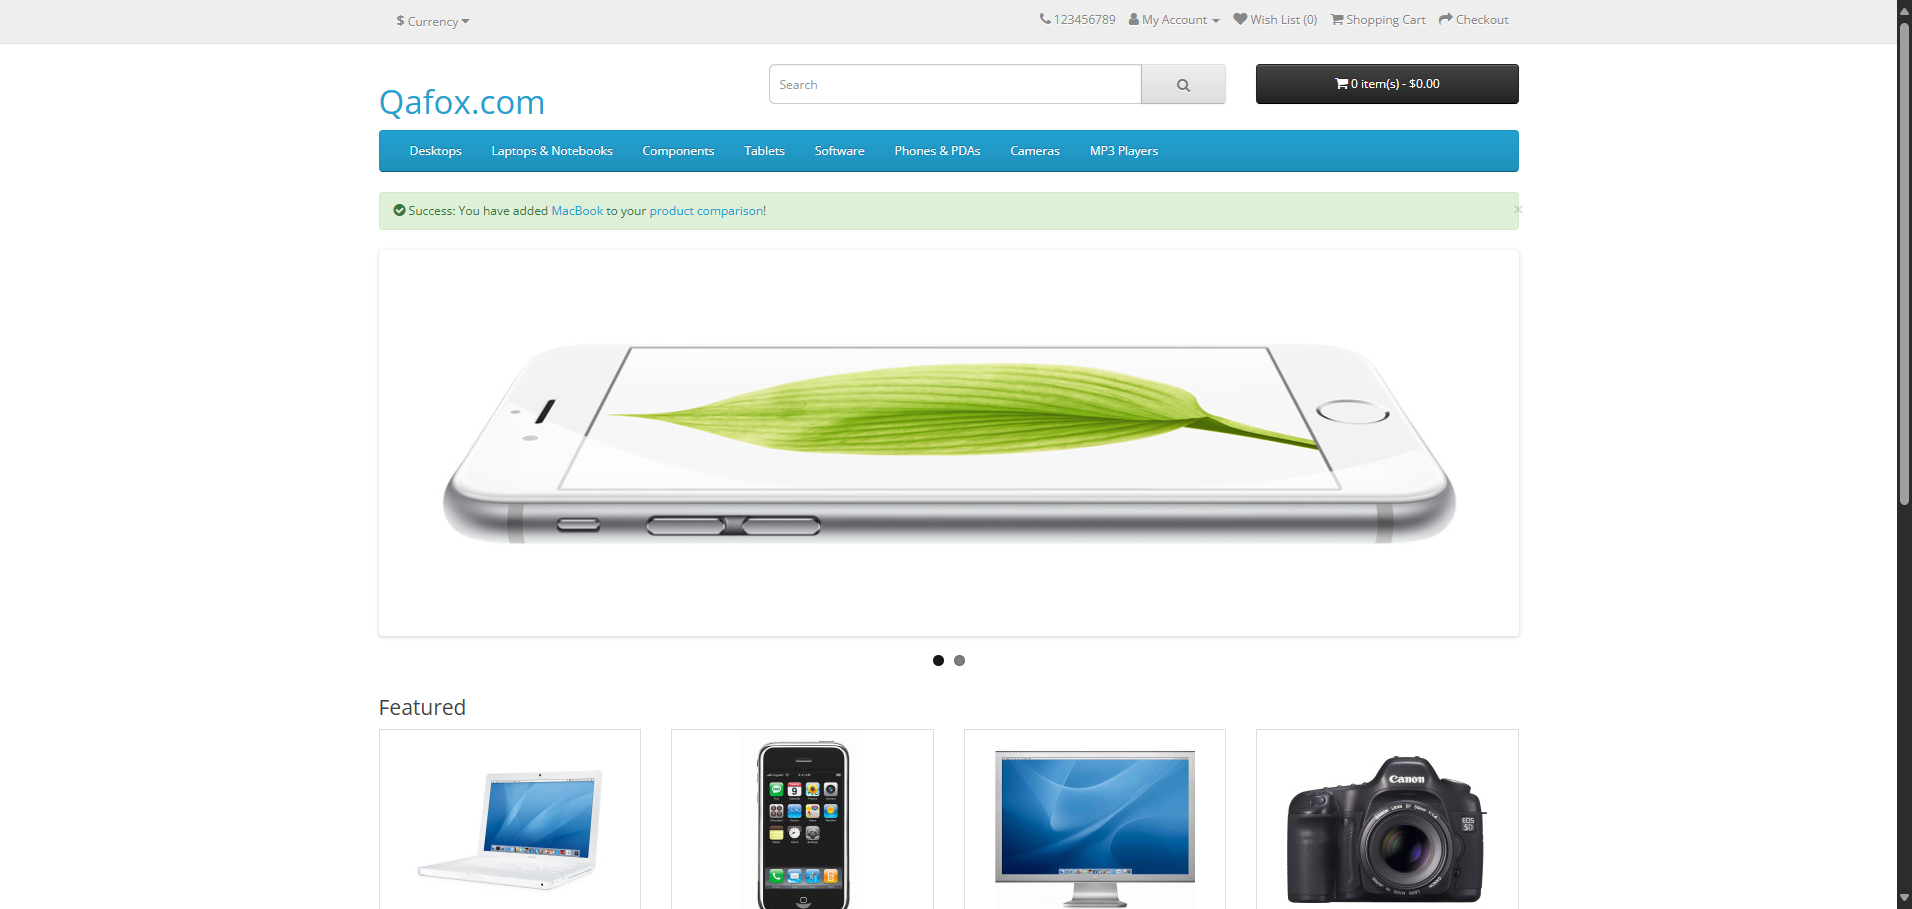 $ Currency
123456789 My Account Wish List (0) Shopping Cart Checkout
Search
0 item(s) - $0.00
Qafox.com
Desktops Laptops & Notebooks Components Tablets Software Phones & PDAs Cameras MP3 Players
Success: You have added MacBook to your product comparison!
×
Featured
Canon
EOS
5D